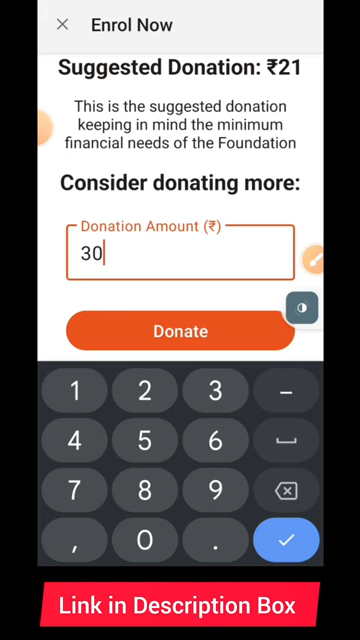 Enrol Now
Suggested Donation: ₹21
This is the suggested donation
keeping in mind the minimum
financial needs of the Foundation
Consider donating more:
Donation Amount (₹)
30
Donate
1 2 3 –
4 5 6
7 8 9
, 0 .
Link in Description Box